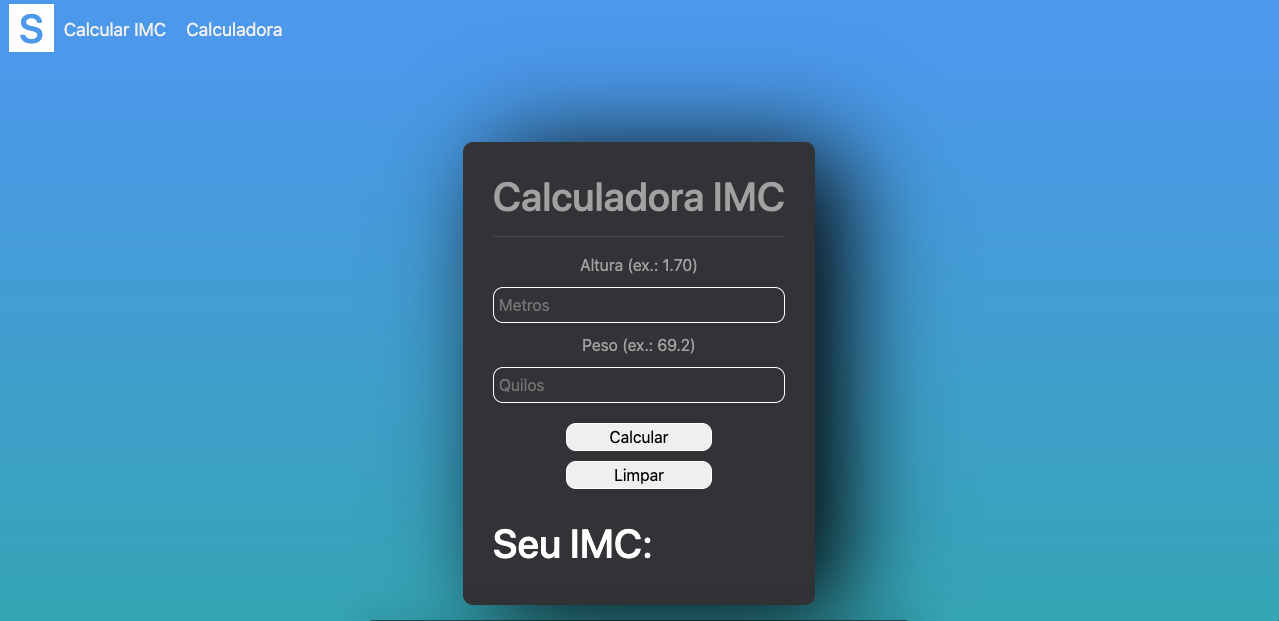 S Calcular IMC Calculadora
Calculadora IMC
Altura (ex.: 1.70)
Metros
Peso (ex.: 69.2)
Quilos
Calcular
Limpar
Seu IMC: